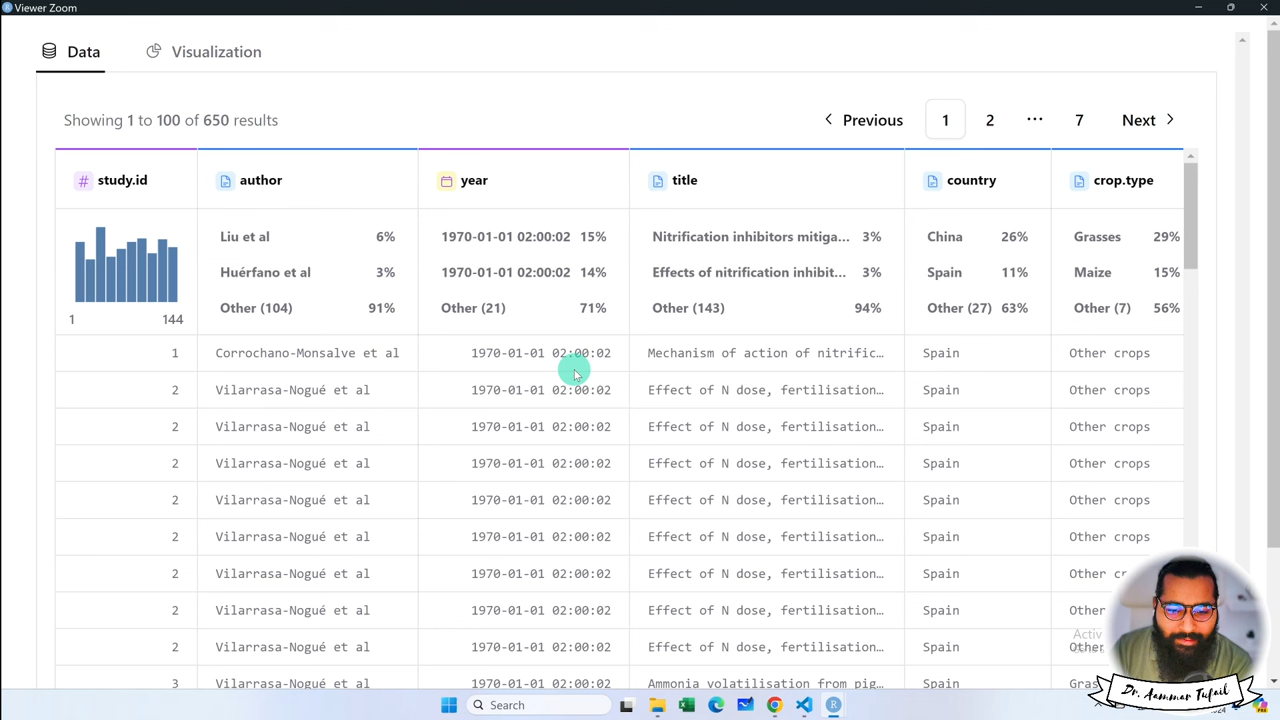 Viewer Zoom
Data Visualization
Showing 1 to 100 of 650 results Previous 1 2 ··· 7 Next
# study.id author year title country crop.type
Liu et al 6% 1970-01-01 02:00:02 15% Nitrification inhibitors mitiga... 3% China 26% Grasses 29%
Huérfano et al 3% 1970-01-01 02:00:02 14% Effects of nitrification inhibit... 3% Spain 11% Maize 15%
Other (104) 91% Other (21) 71% Other (143) 94% Other (27) 63% Other (7) 56%
1 144
1 Corrochano-Monsalve et al 1970-01-01 02:00:02 Mechanism of action of nitrific… Spain Other crops
2 Vilarrasa-Nogué et al 1970-01-01 02:00:02 Effect of N dose, fertilisation… Spain Other crops
2 Vilarrasa-Nogué et al 1970-01-01 02:00:02 Effect of N dose, fertilisation… Spain Other crops
2 Vilarrasa-Nogué et al 1970-01-01 02:00:02 Effect of N dose, fertilisation… Spain Other crops
2 Vilarrasa-Nogué et al 1970-01-01 02:00:02 Effect of N dose, fertilisation… Spain Other crops
2 Vilarrasa-Nogué et al 1970-01-01 02:00:02 Effect of N dose, fertilisation… Spain Other crops
2 Vilarrasa-Nogué et al 1970-01-01 02:00:02 Effect of N dose, fertilisation… Spain Other
2 Vilarrasa-Nogué et al 1970-01-01 02:00:02 Effect of N dose, fertilisation… Spain Other
2 Vilarrasa-Nogué et al 1970-01-01 02:00:02 Effect of N dose, fertilisation… Spain
3 Ammonia volatilisation from pig… Spain
Activ
Dr. Aammar Tufail
Search